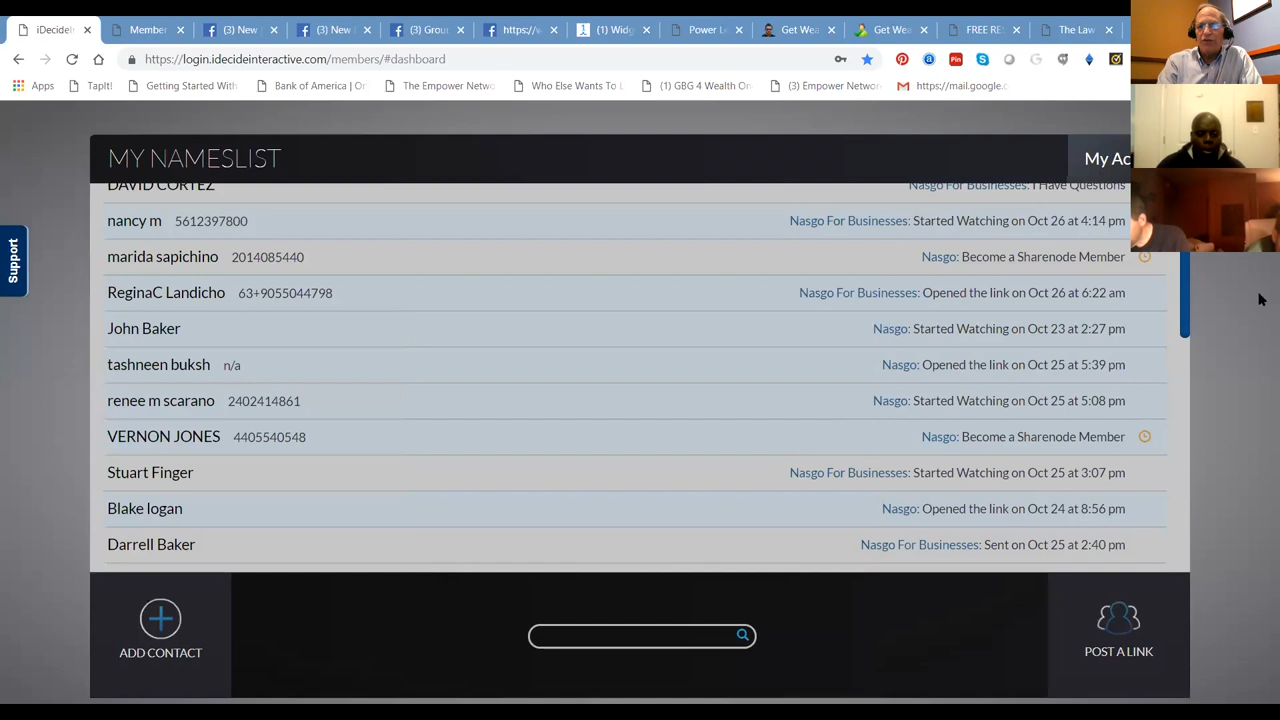 iDecideI
Member
(3) New
(3) New
(3) Grou
https://
(1) Widg
Power L
Get Wea
Get Wea
FREE RE
The Law
https://login.idecideinteractive.com/members/#dashboard
Apps
TapIt!
Getting Started With
Bank of America | On
The Empower Netwo
Who Else Wants To L
(1) GBG 4 Wealth On
(3) Empower Networ
https://mail.google.c
MY NAMESLIST
My Ac
DAVID CORTEZ Nasgo For Businesses: I Have Questions
nancy m 5612397800 Nasgo For Businesses: Started Watching on Oct 26 at 4:14 pm
marida sapichino 2014085440 Nasgo: Become a Sharenode Member
ReginaC Landicho 63+9055044798 Nasgo For Businesses: Opened the link on Oct 26 at 6:22 am
John Baker Nasgo: Started Watching on Oct 23 at 2:27 pm
tashneen buksh n/a Nasgo: Opened the link on Oct 25 at 5:39 pm
renee m scarano 2402414861 Nasgo: Started Watching on Oct 25 at 5:08 pm
VERNON JONES 4405540548 Nasgo: Become a Sharenode Member
Stuart Finger Nasgo For Businesses: Started Watching on Oct 25 at 3:07 pm
Blake logan Nasgo: Opened the link on Oct 24 at 8:56 pm
Darrell Baker Nasgo For Businesses: Sent on Oct 25 at 2:40 pm
Support
ADD CONTACT
POST A LINK